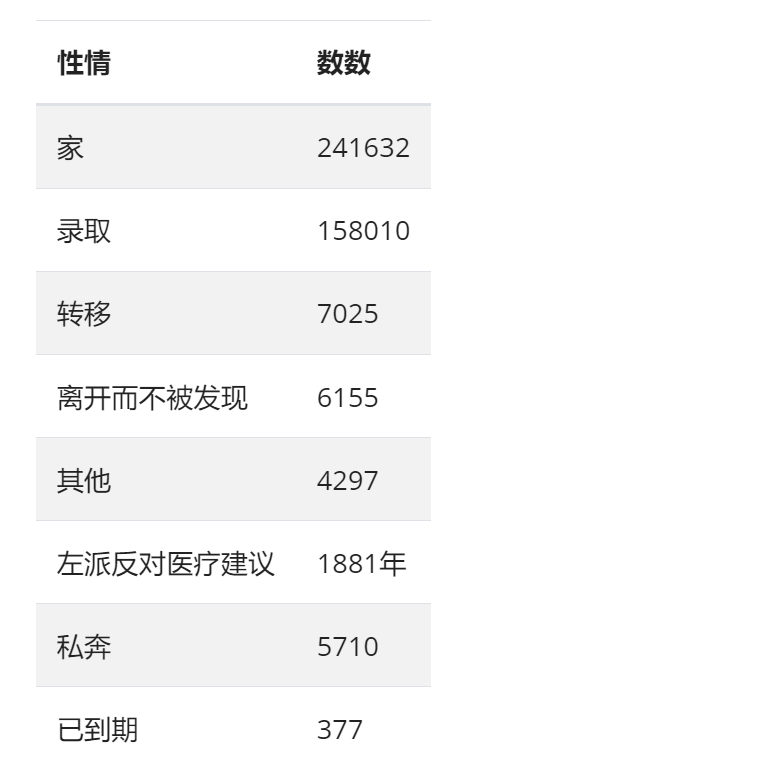 性情 数数
家 241632
录取 158010
转移 7025
离开而不被发现 6155
其他 4297
左派反对医疗建议 1881年
私奔 5710
已到期 377